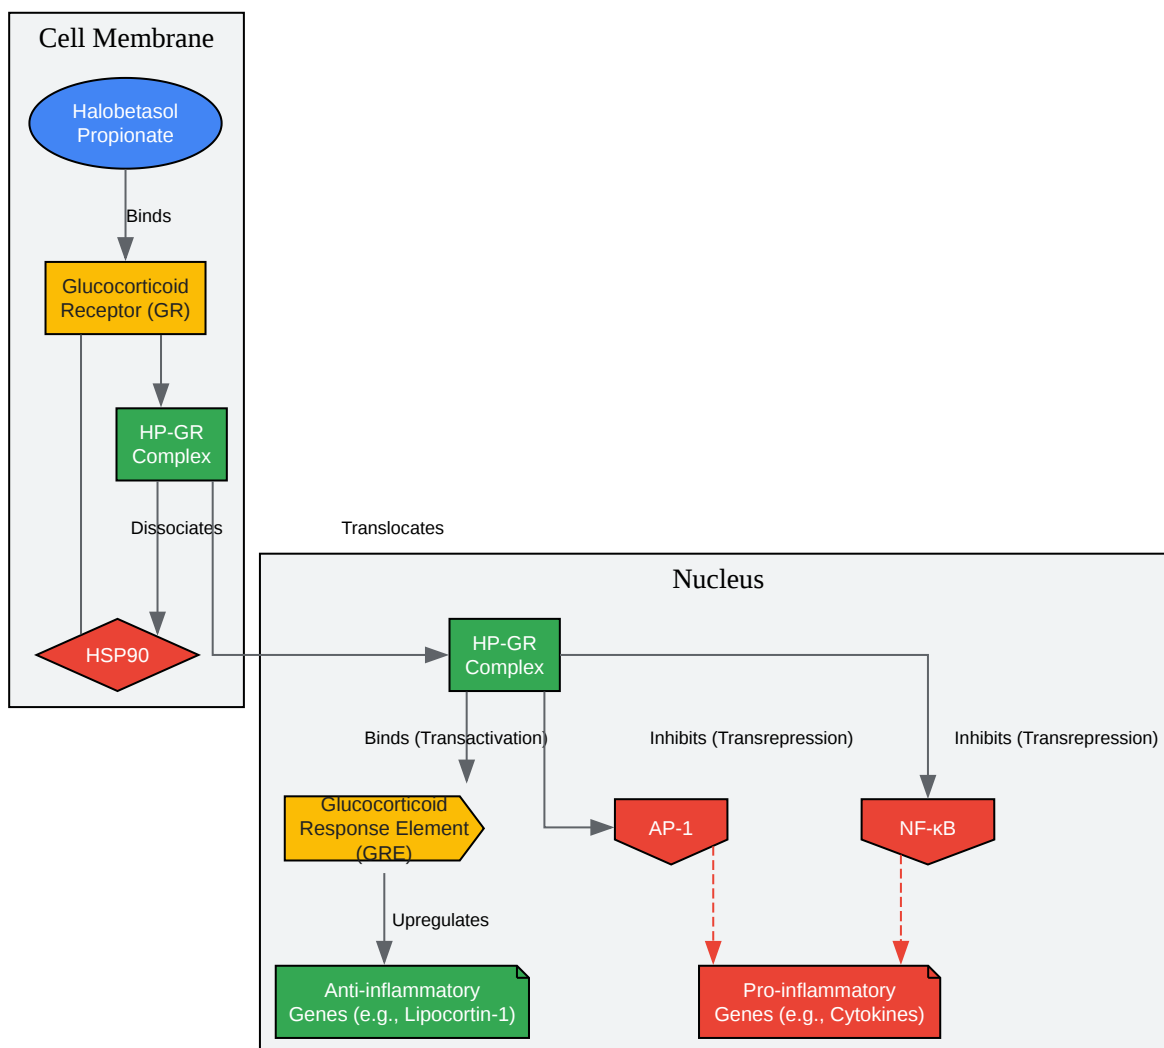 Cell Membrane
Halobetasol
Propionate
Binds
Glucocorticoid
Receptor (GR)
HP-GR
Complex
Dissociates
Translocates
HSP90
Nucleus
HP-GR
Complex
Binds (Transactivation)
Inhibits (Transrepression)
Inhibits (Transrepression)
Glucocorticoid
Response Element
(GRE)
AP-1
NF-κB
Upregulates
Anti-inflammatory
Genes (e.g., Lipocortin-1)
Pro-inflammatory
Genes (e.g., Cytokines)